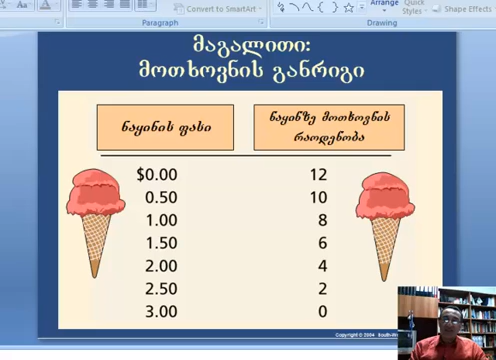 Convert to SmartArt
Arrange
Quick
Styles
Shape Effects
Paragraph
Drawing
მაგალითი:
მოთხოვნის განრიგი
ნაყინის ფასი
ნაყინზე მოთხოვნის
რაოდენობა
$0.00 12
0.50 10
1.00 8
1.50 6
2.00 4
2.50 2
3.00 0
Copyright © 2004